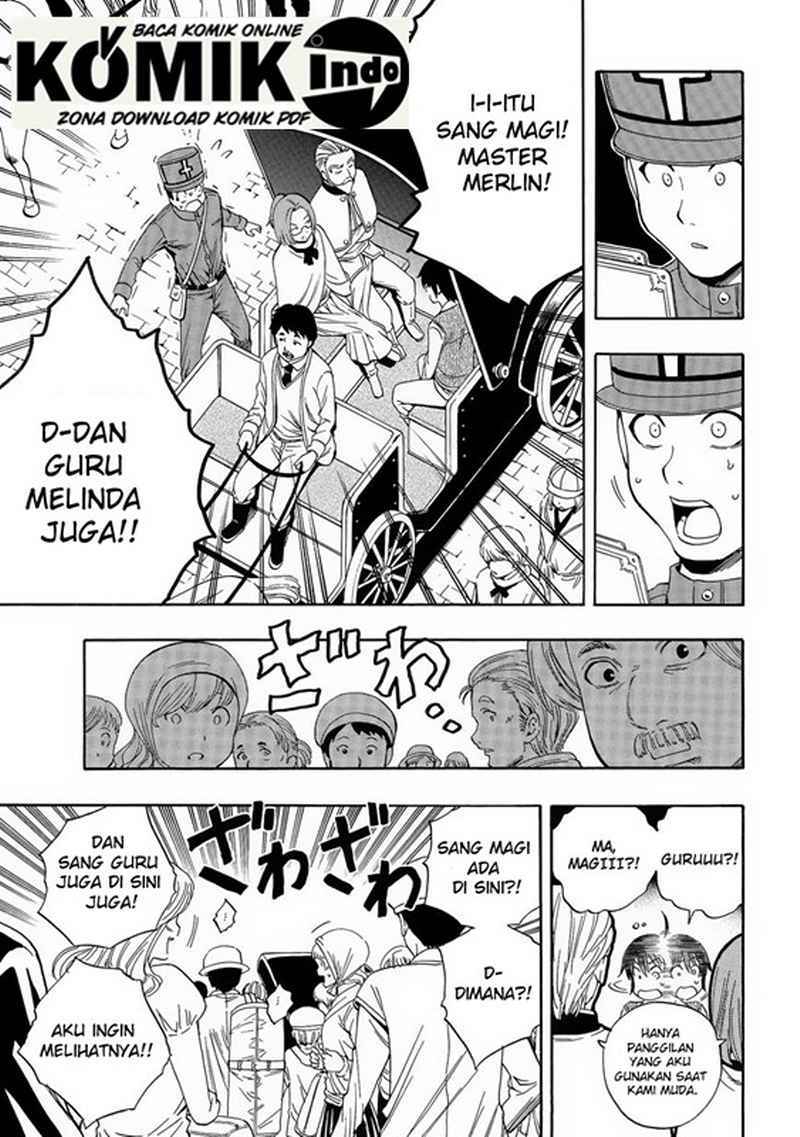 BACA KOMIK ONLINE
KOMIK indo
ZONA DOWNLOAD KOMIK PDF
I-I-ITU
SANG MAGI!
MASTER
MERLIN!
D-DAN
GURU
MELINDA
JUGA!!
ざわ..
GURUUU?!
MA,
MAGIII?!
HANYA
PANGGILAN
YANG AKU
GUNAKAN SAAT
KAMI MUDA.
SANG MAGI
ADA
DI SINI?!
D-
DIMANA?!
ざわざわ
DAN
SANG GURU
JUGA DI SINI
JUGA!
AKU INGIN
MELIHATNYA!!